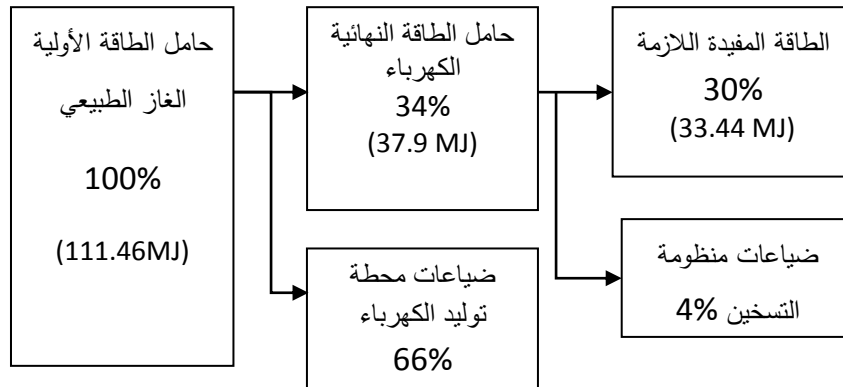 حامل الطاقة الأولية
الغاز الطبيعي
100%
(111.46MJ)
حامل الطاقة النهائية
الكهرباء
34%
(37.9 MJ)
الطاقة المفيدة اللازمة
30%
(33.44 MJ)
ضياعات محطة
توليد الكهرباء
66%
ضياعات منظومة
التسخين 4%